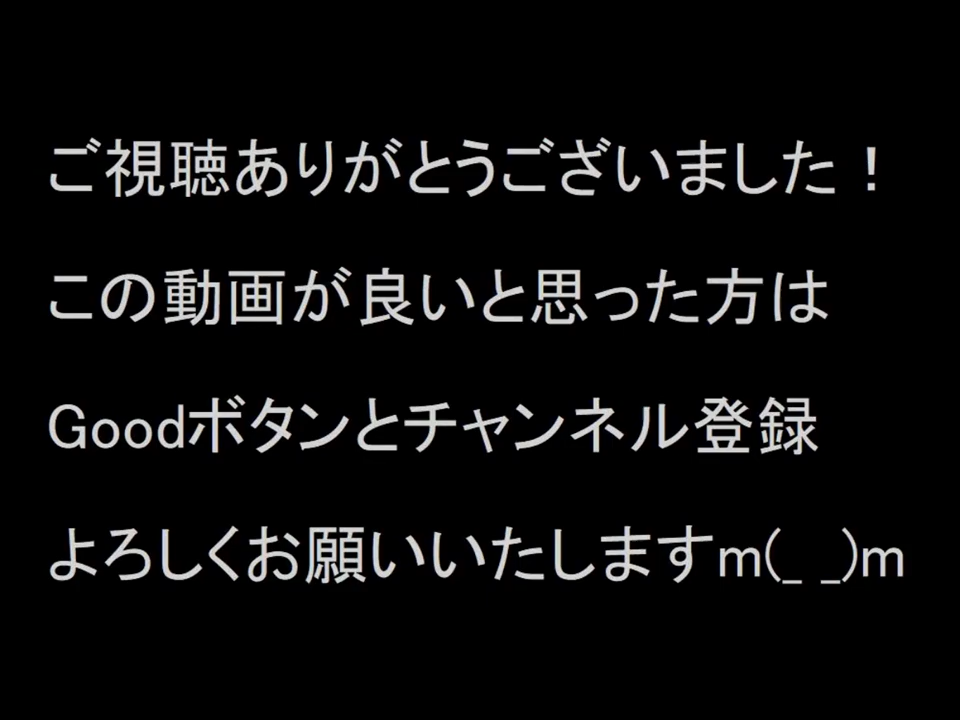 ご視聴ありがとうございました！
この動画が良いと思った方は
Goodボタンとチャンネル登録
よろしくお願いいたしますm(_ _)m